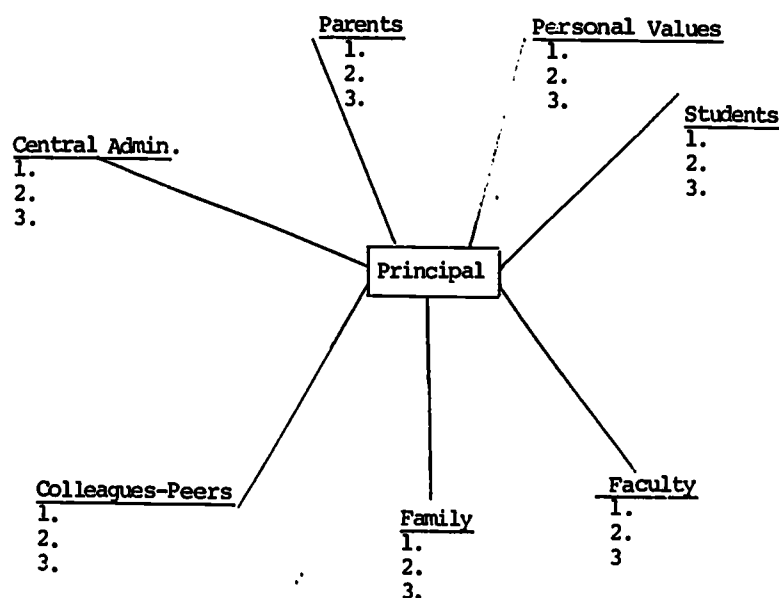 Parents
1.
2.
3.
Personal Values
1.
2.
3.
Students
1.
2.
3.
Central Admin.
1.
2.
3.
Principal
Colleagues-Peers
1.
2.
3.
Family
1.
2.
3.
Faculty
1.
2.
3